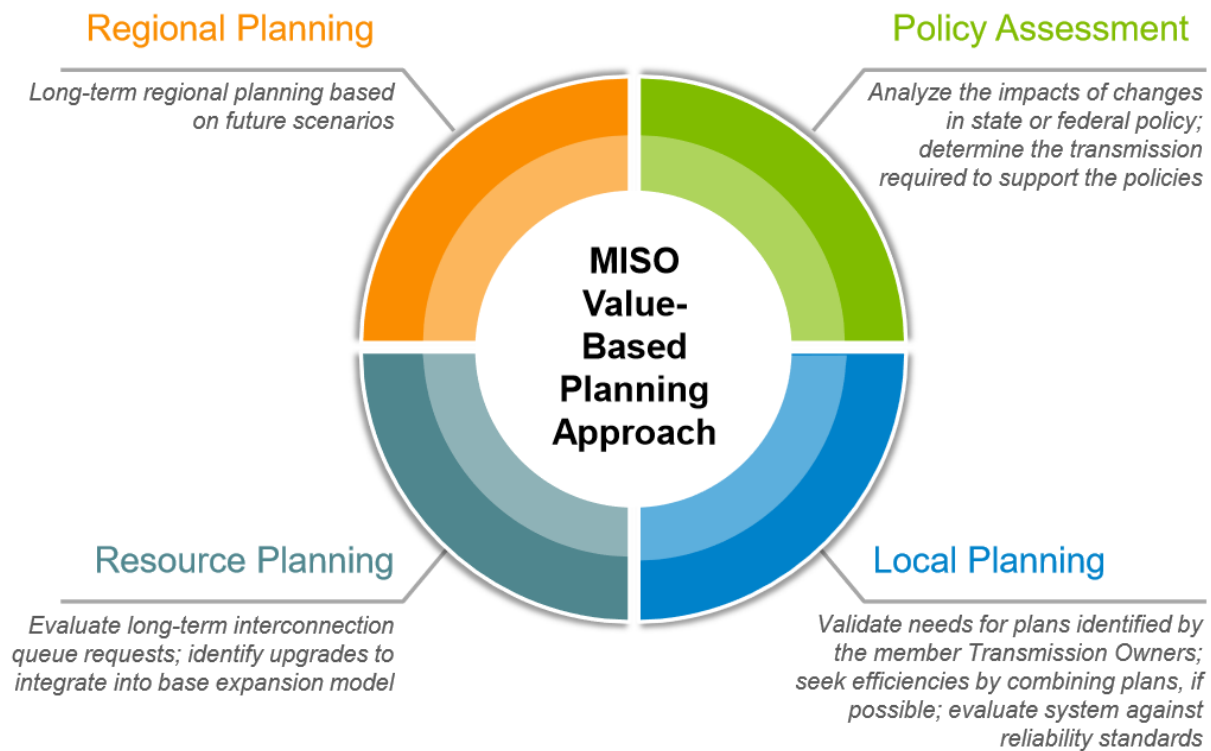 Regional Planning
Long-term regional planning based
on future scenarios
Policy Assessment
Analyze the impacts of changes
in state or federal policy;
determine the transmission
required to support the policies
MISO
Value-
Based
Planning
Approach
Resource Planning
Evaluate long-term interconnection
queue requests; identify upgrades to
integrate into base expansion model
Local Planning
Validate needs for plans identified by
the member Transmission Owners;
seek efficiencies by combining plans, if
possible; evaluate system against
reliability standards